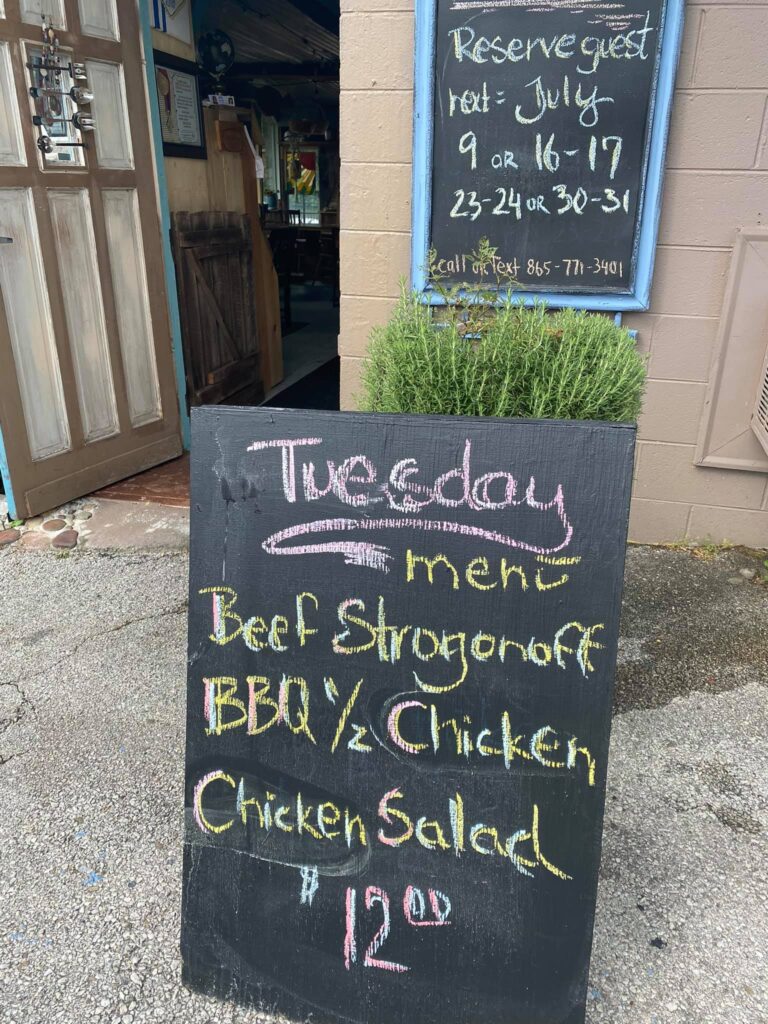 Reserve guest
next = July
9 OR 16-17
23-24 OR 30-31
call or Text 865-771-3401
Tuesday
menu
Beef Strogonoff
BBQ 1/2 Chicken
Chicken Salad
$ 12.00